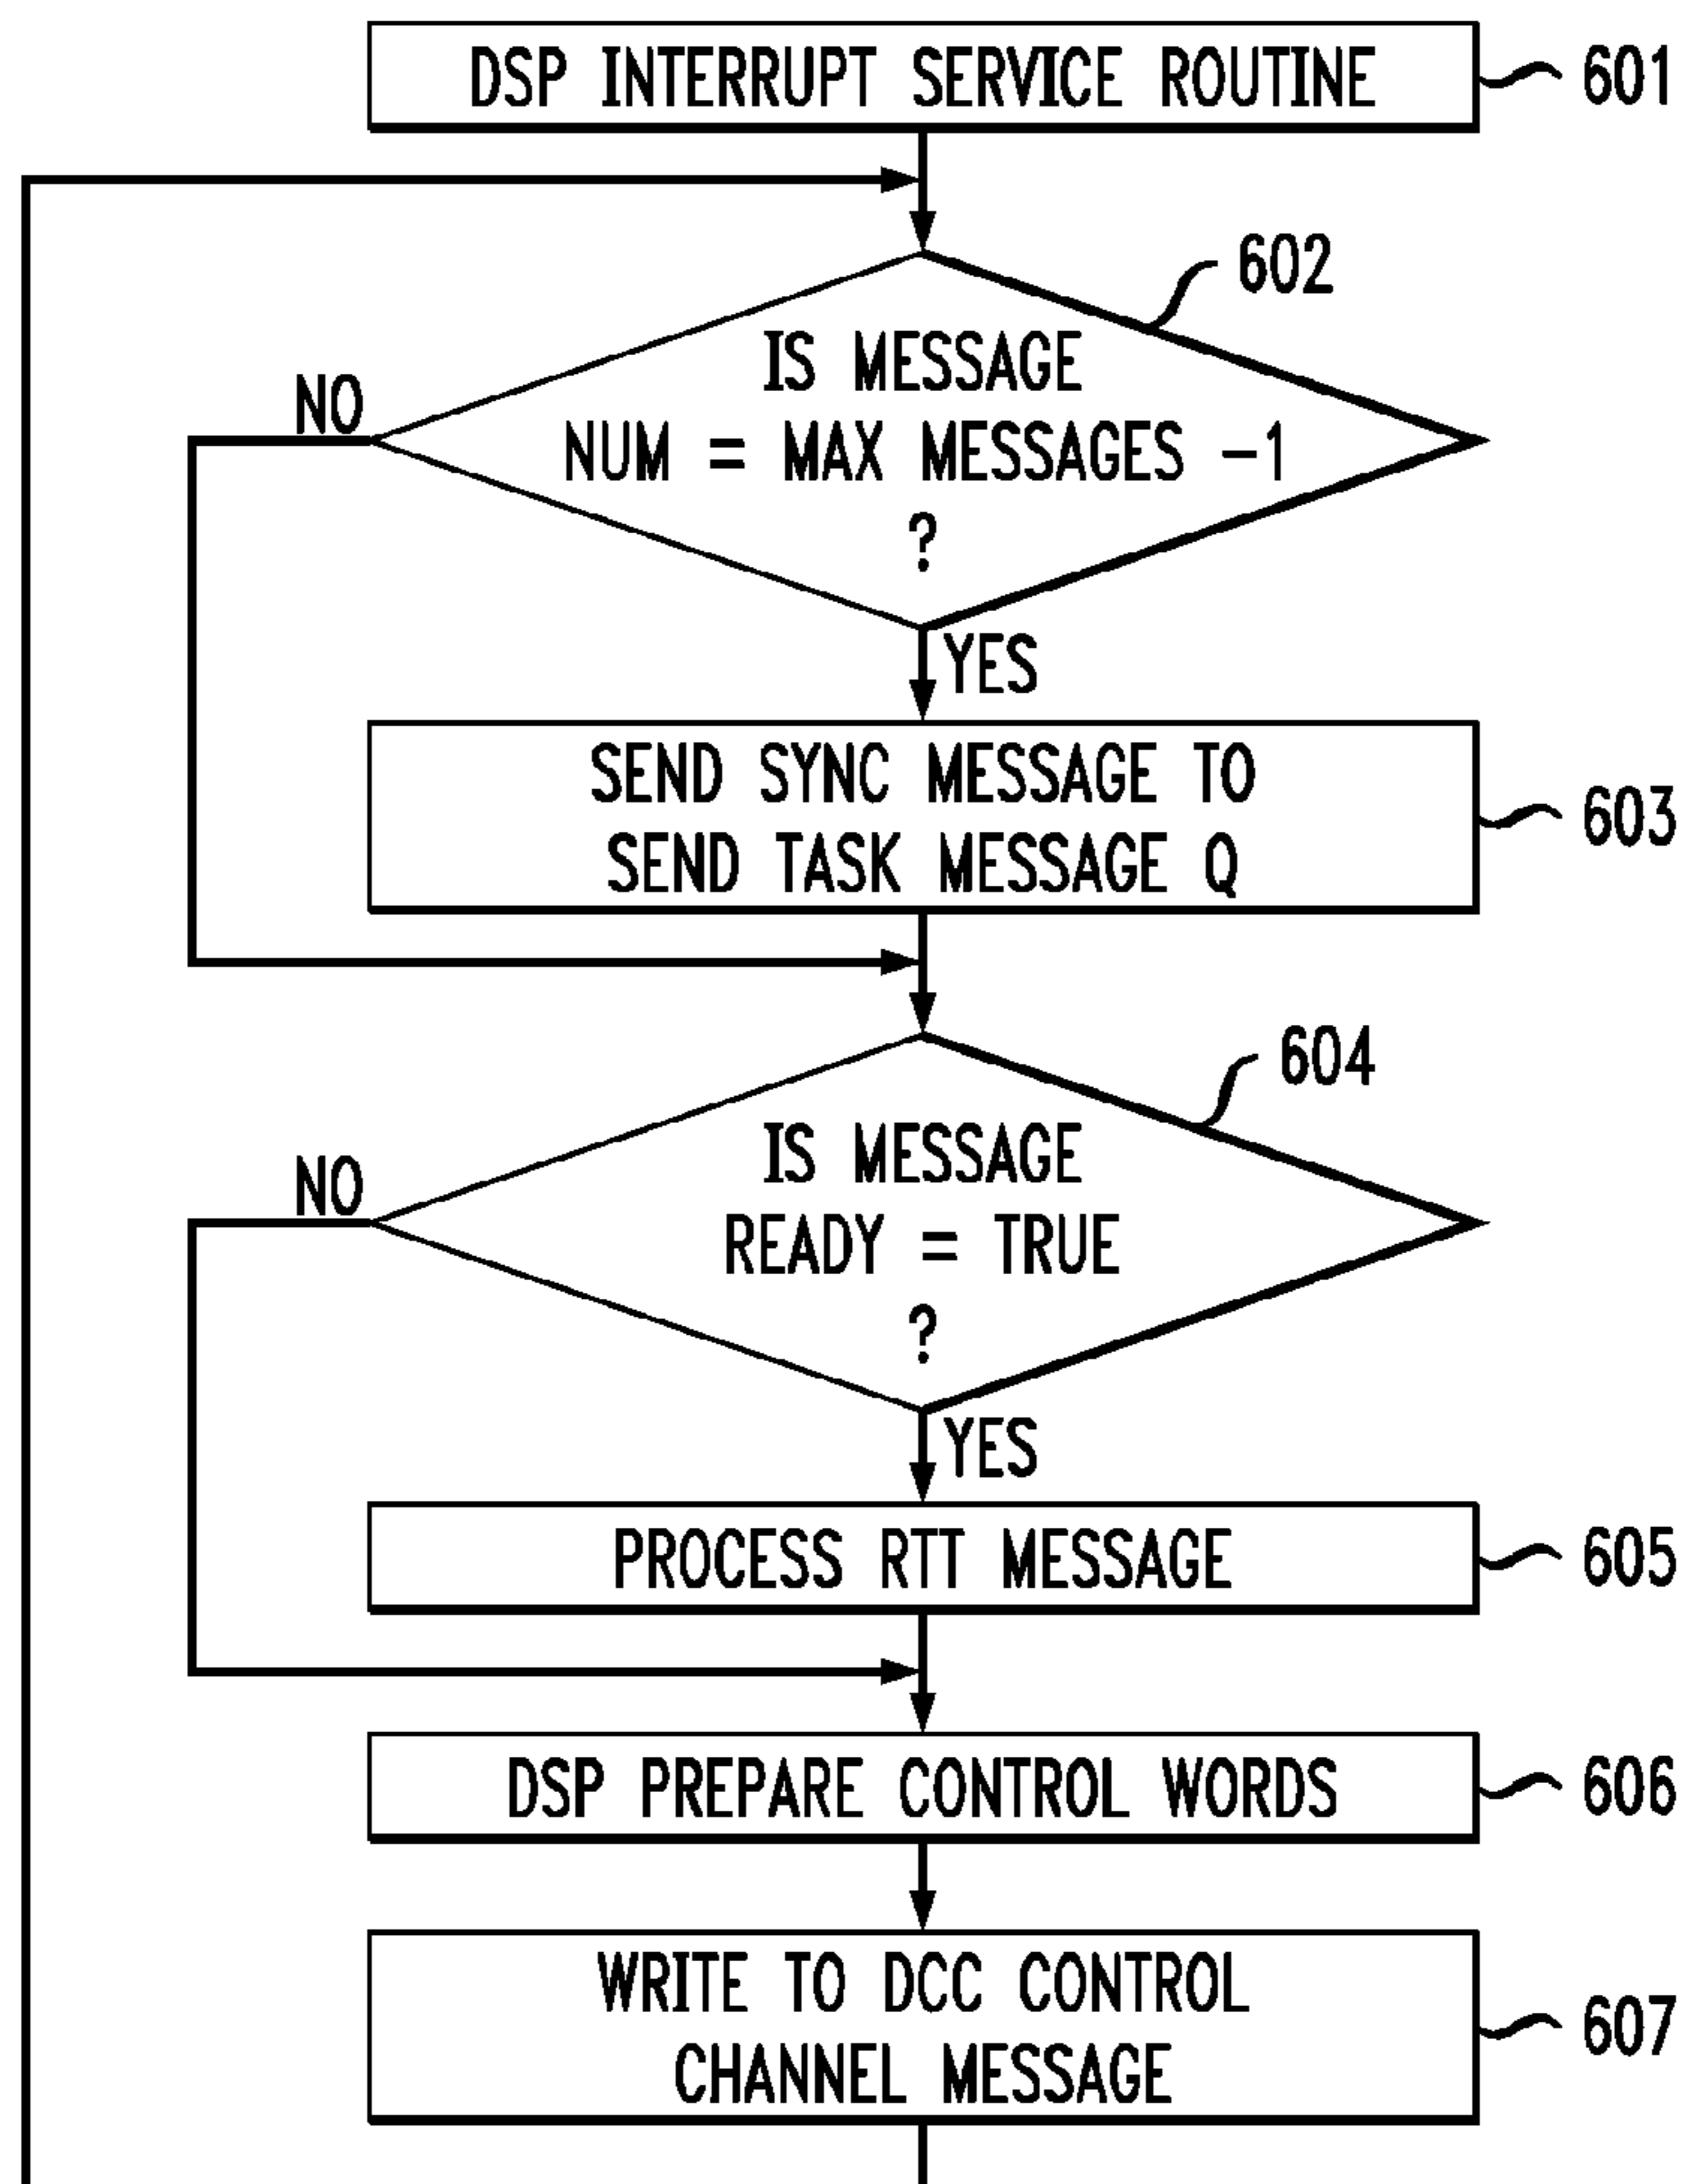 DSP INTERRUPT SERVICE ROUTINE
601
602
IS MESSAGE
NUM = MAX MESSAGES -1
?
NO
YES
SEND SYNC MESSAGE TO
SEND TASK MESSAGE Q
603
604
IS MESSAGE
READY = TRUE
?
NO
YES
PROCESS RTT MESSAGE
605
DSP PREPARE CONTROL WORDS
606
WRITE TO DCC CONTROL
CHANNEL MESSAGE
607